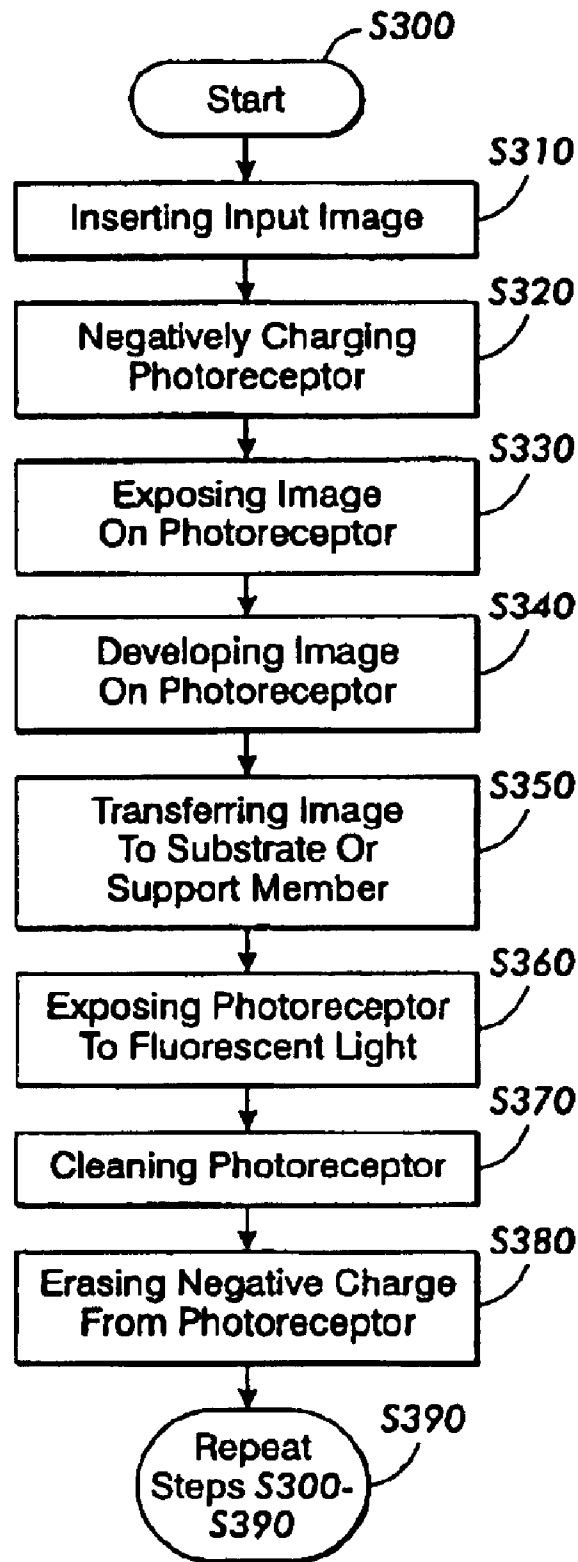 S300
Start
S310
Inserting Input Image
S320
Negatively Charging
Photoreceptor
S330
Exposing Image
On Photoreceptor
S340
Developing Image
On Photoreceptor
S350
Transferring Image
To Substrate Or
Support Member
S360
Exposing Photoreceptor
To Fluorescent Light
S370
Cleaning Photoreceptor
S380
Erasing Negative Charge
From Photoreceptor
S390
Repeat
Steps S300-
S390